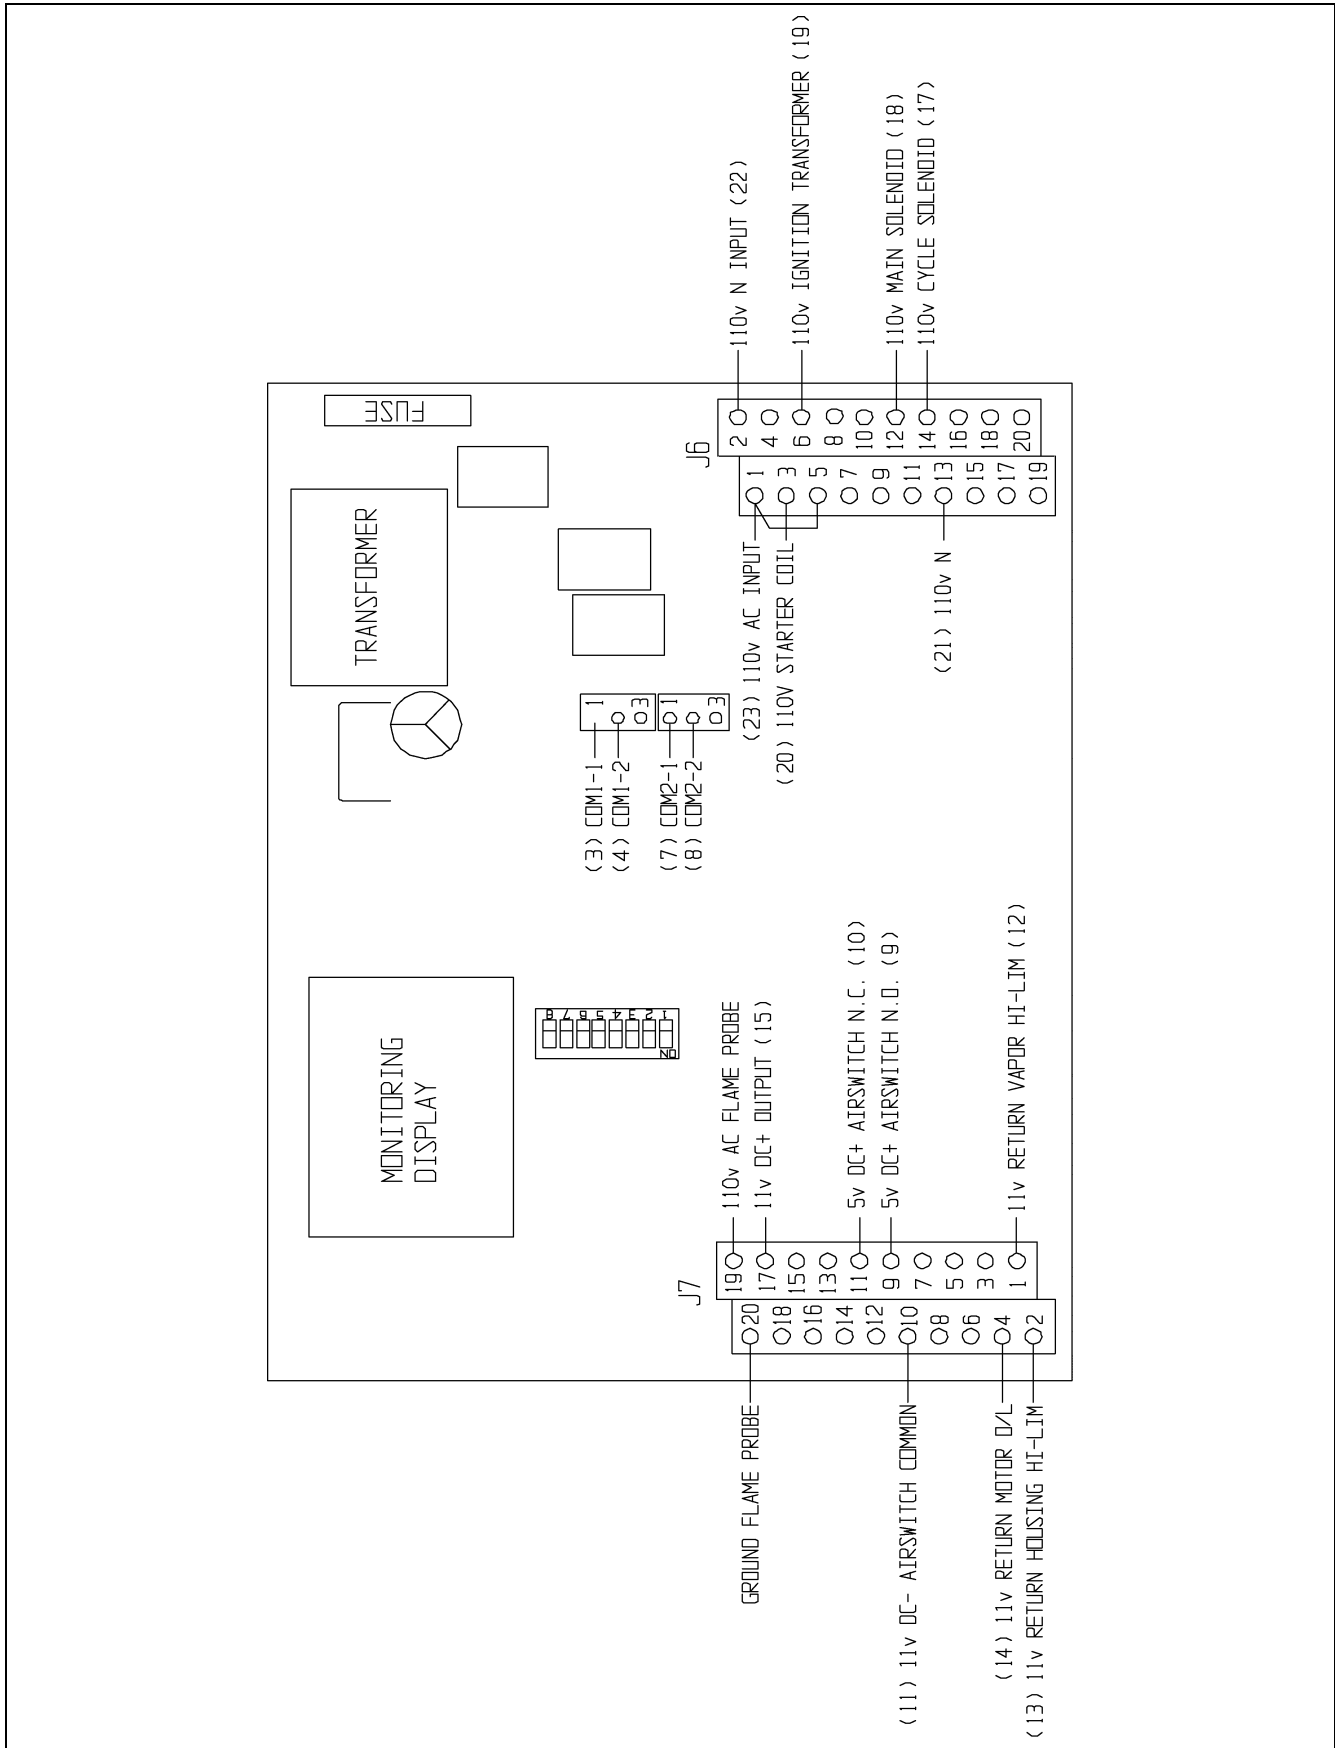 FUSE
TRANSFORMER
MONITORING
DISPLAY
8 7 6 5 4 3 2 1
ON
(3) COM1-1
(4) COM1-2
1
3
(7) COM2-1
(8) COM2-2
1
3
J7
19
17
15
13
11
9
7
5
3
1
20
18
16
14
12
10
8
6
4
2
110v AC FLAME PROBE
11v DC+ OUTPUT (15)
5v DC+ AIRSWITCH N.C. (10)
5v DC+ AIRSWITCH N.O. (9)
11v RETURN VAPOR HI-LIM (12)
GROUND FLAME PROBE
(11) 11v DC- AIRSWITCH COMMON
(14) 11v RETURN MOTOR O/L
(13) 11v RETURN HOUSING HI-LIM
J6
2
4
6
8
10
12
14
16
18
20
1
3
5
7
9
11
13
15
17
19
110v N INPUT (22)
110v IGNITION TRANSFORMER (19)
110v MAIN SOLENOID (18)
110v CYCLE SOLENOID (17)
(23) 110v AC INPUT
(20) 110V STARTER COIL
(21) 110v N